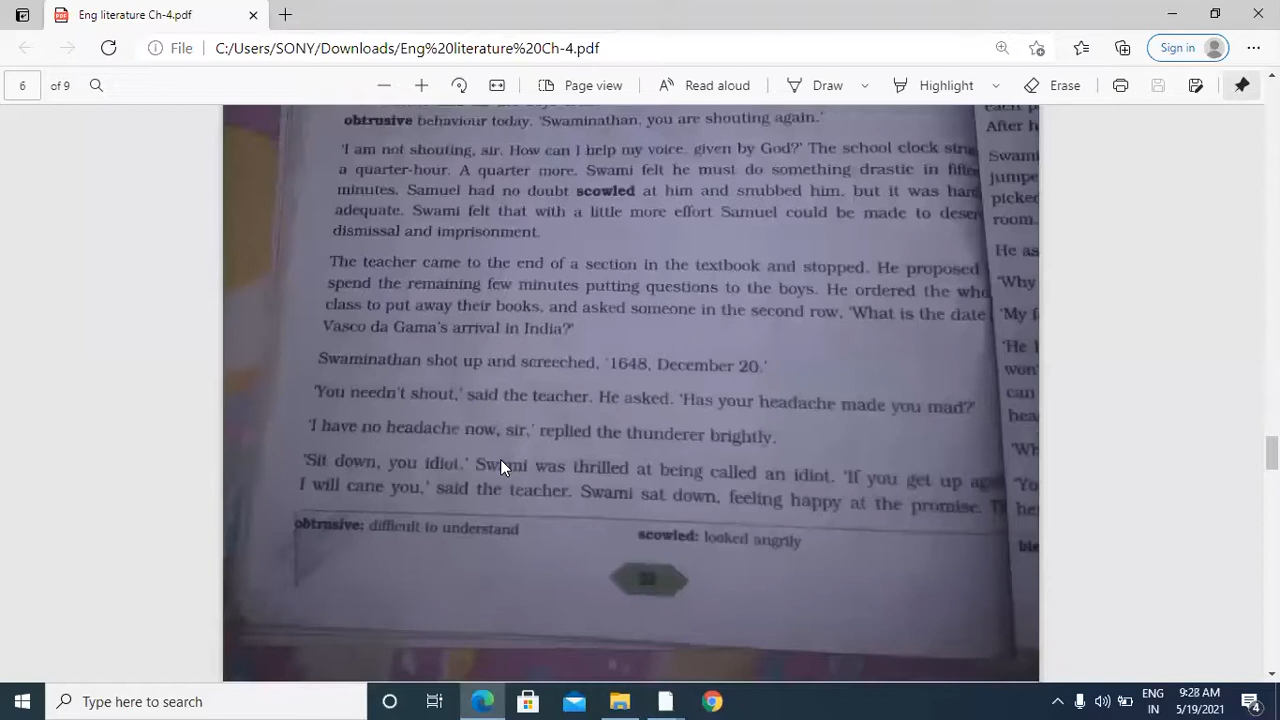 Eng literature Ch-4.pdf
File
C:/Users/SONY/Downloads/Eng%20literature%20Ch-4.pdf
Sign in
6 of 9
Page view
Read aloud
Draw
Highlight
Erase
obtrusive behaviour today. 'Swaminathan, you are shouting again.'
'I am not shouting, sir. How can I help my voice, given by God?' The school clock
a quarter-hour. A quarter more. Swami felt he must do something drastic in
minutes. Samuel had no doubt scowled at him and snubbed him, but it was
adequate. Swami felt that with a little more effort Samuel could be made to
dismissal and imprisonment.
The teacher came to the end of a section in the textbook and stopped. He proposed
spend the remaining few minutes putting questions to the boys. He ordered the
class to put away their books, and asked someone in the second row, 'What is the date
Vasco da Gama's arrival in India?'
Swaminathan shot up and screeched, '1648, December 20.'
'You needn't shout,' said the teacher. He asked. 'Has your headache made you mad?'
'I have no headache now, sir,' replied the thunderer brightly.
'Sit down, you idiot.' Swami was thrilled at being called an idiot. 'If you get up
I will cane you,' said the teacher. Swami sat down, feeling happy at the promise.
obtrusive: difficult to understand
scowled: looked angrily
After h
Swami
jumpe
picked
room.
He as
'Why
Type here to search
ENG
IN
9:28 AM
5/19/2021
4